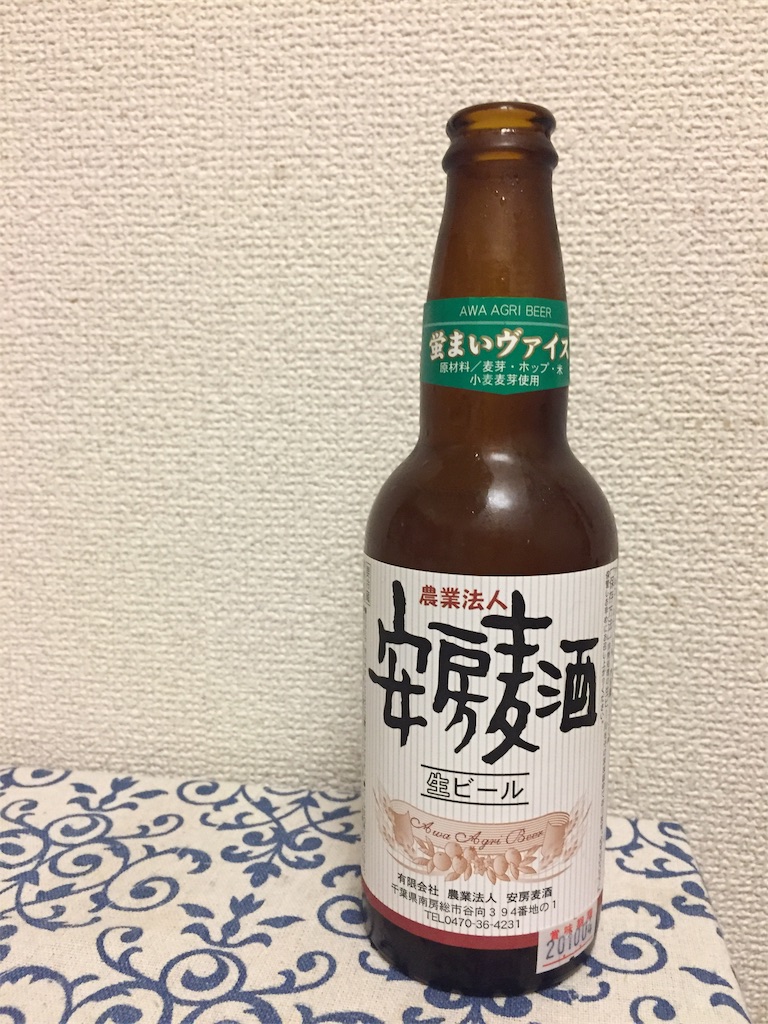 AWA AGRI BEER
蛍まいヴァイス
原材料／麦芽・ホップ・米
小麦麦芽使用
農業法人
安房麦酒
生ビール
Awa Agri Beer
有限会社 農業法人 安房麦酒
千葉県南房総市谷向394番地の1
TEL0470-36-4231
賞味期限